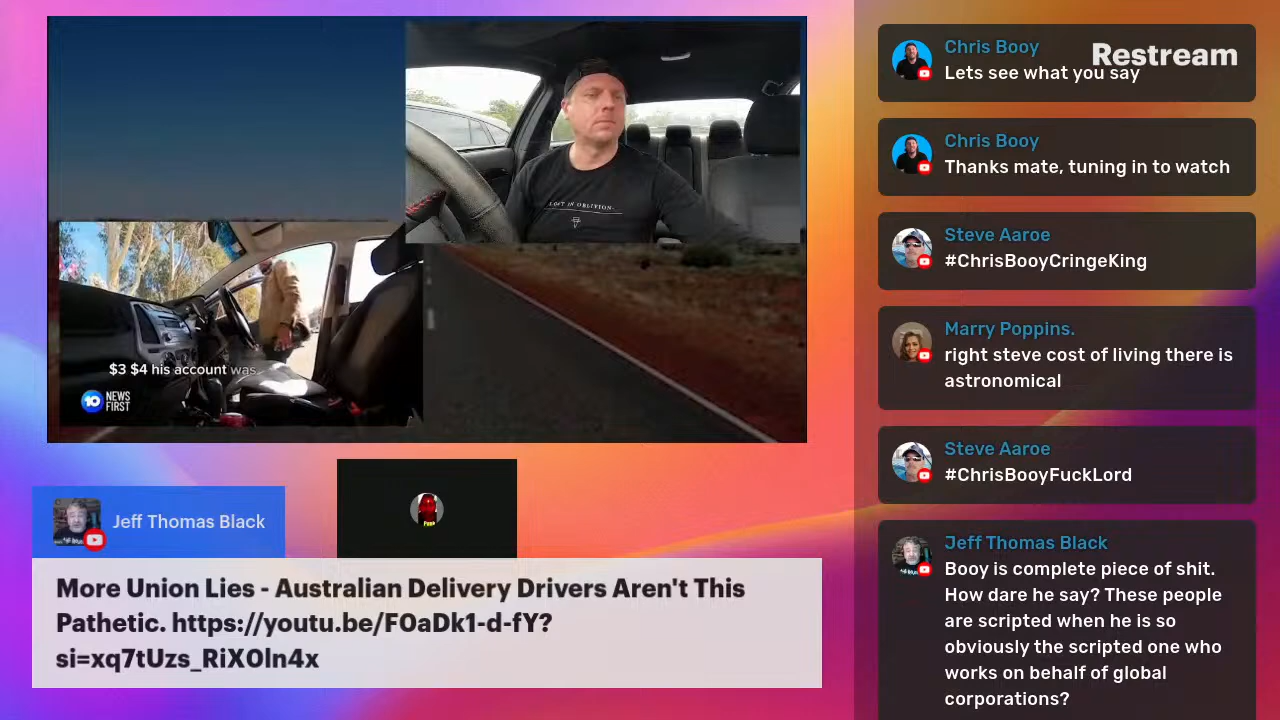 LOST IN OBLIVION
$3 $4 his account was
10 NEWS
FIRST
Jeff Thomas Black
More Union Lies - Australian Delivery Drivers Aren't This
Pathetic. https://youtu.be/FOaDk1-d-fY?
si=xq7tUzs_RiXOln4x
Restream
Chris Booy
Lets see what you say
Chris Booy
Thanks mate, tuning in to watch
Steve Aaroe
#ChrisBooyCringeKing
Marry Poppins.
right steve cost of living there is
astronomical
Steve Aaroe
#ChrisBooyFuckLord
Jeff Thomas Black
Booy is complete piece of shit.
How dare he say? These people
are scripted when he is so
obviously the scripted one who
works on behalf of global
corporations?